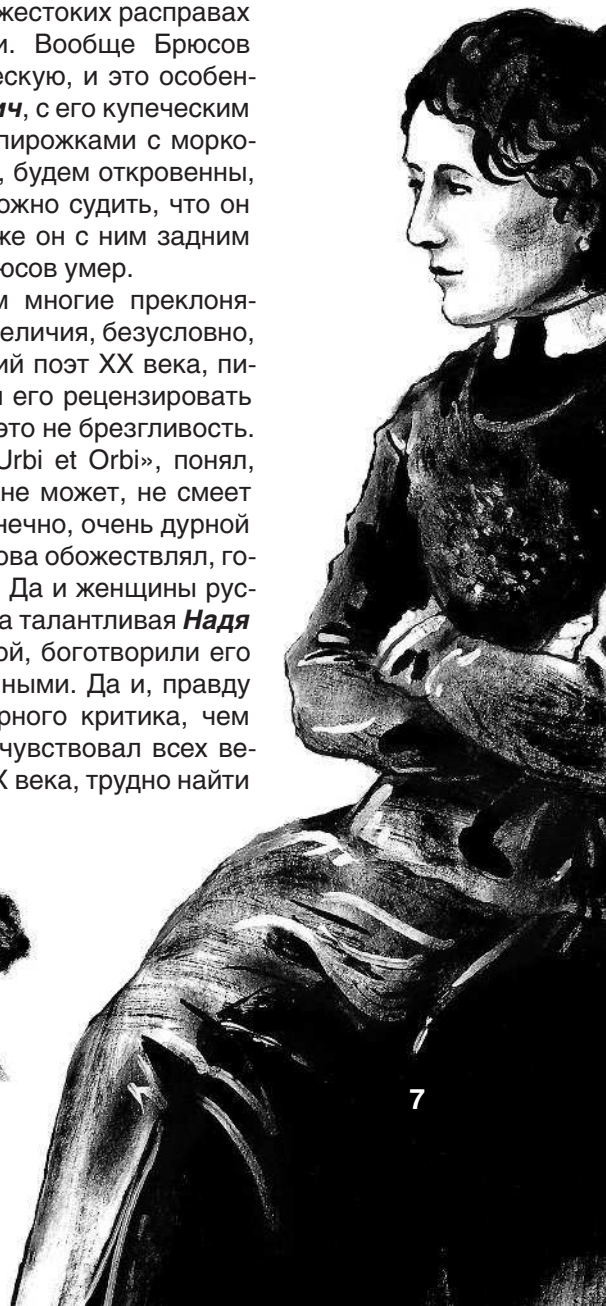 жестоких расправах
и. Вообще Брюсов
ескую, и это особен-
ич, с его купеческим
пирожками с морко-
, будем откровенны,
ожно судить, что он
же он с ним задним
юсов умер.
м многие преклоня-
еличия, безусловно,
ий поэт XX века, пи-
и его рецензировать
это не брезгливость.
Urbi et Orbi», понял,
не может, не смеет
нечно, очень дурной
ова обожествлял, го-
. Да и женщины рус-
а талантливая Надя
ой, боготворили его
ными. Да и, правду
рного критика, чем
чувствовал всех ве-
X века, трудно найти
7